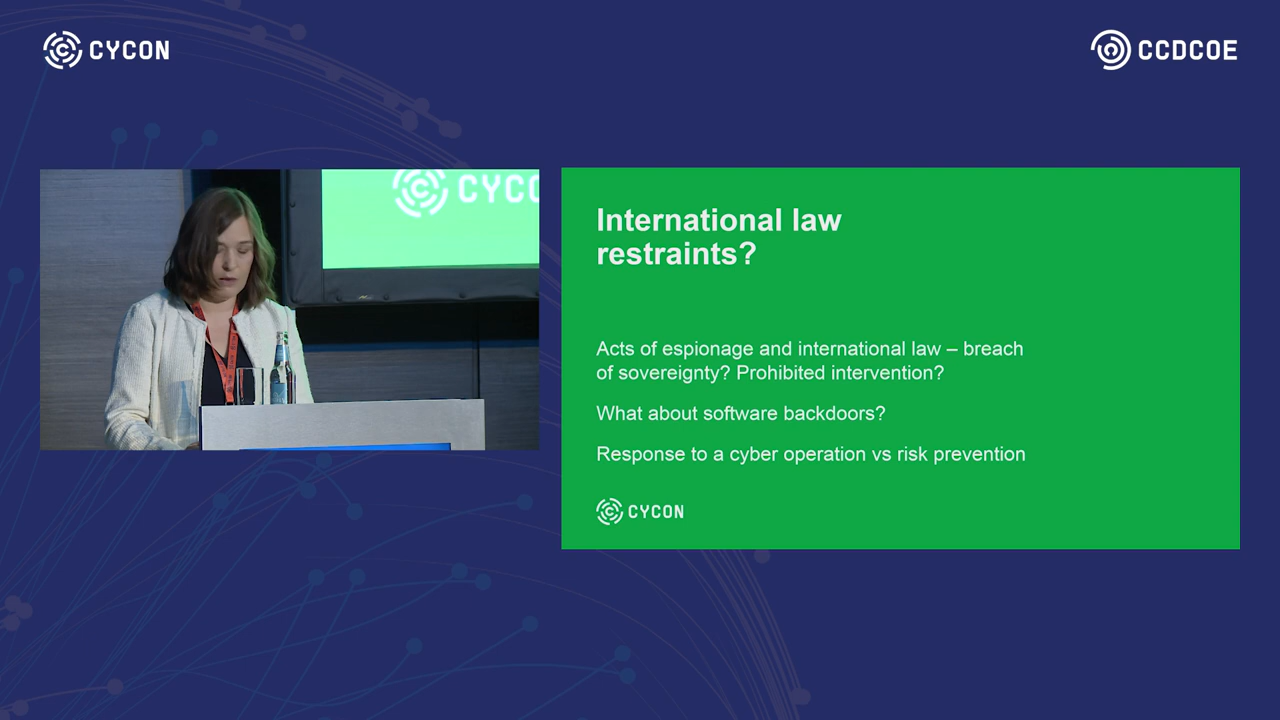 CYCON
CCDCOE
CYCO
International law
restraints?
Acts of espionage and international law – breach
of sovereignty? Prohibited intervention?
What about software backdoors?
Response to a cyber operation vs risk prevention
CYCON